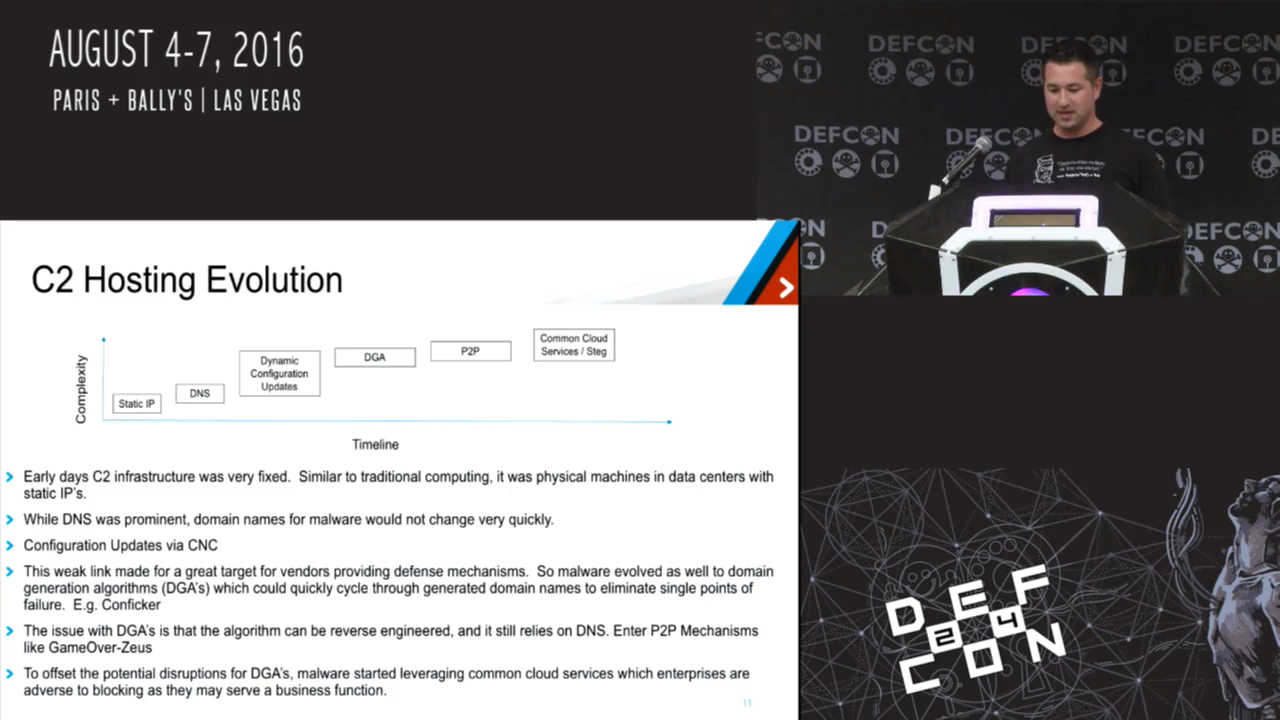 AUGUST 4-7, 2016
PARIS + BALLY'S | LAS VEGAS
FCON
DEFCON
DEFCON
DEFCON
DEFCON
DEFCON
FCON
DEFCON
C2 Hosting Evolution
Complexity
Static IP
DNS
Dynamic
Configuration
Updates
DGA
P2P
Common Cloud
Services / Steg
Timeline
Early days C2 infrastructure was very fixed.  Similar to traditional computing, it was physical machines in data centers with
static IP's.
While DNS was prominent, domain names for malware would not change very quickly.
Configuration Updates via CNC
This weak link made for a great target for vendors providing defense mechanisms.  So malware evolved as well to domain
generation algorithms (DGA's) which could quickly cycle through generated domain names to eliminate single points of
failure.  E.g. Conficker
The issue with DGA's is that the algorithm can be reverse engineered, and it still relies on DNS. Enter P2P Mechanisms
like GameOver-Zeus
To offset the potential disruptions for DGA's, malware started leveraging common cloud services which enterprises are
adverse to blocking as they may serve a business function.
11
DEF
24
CON